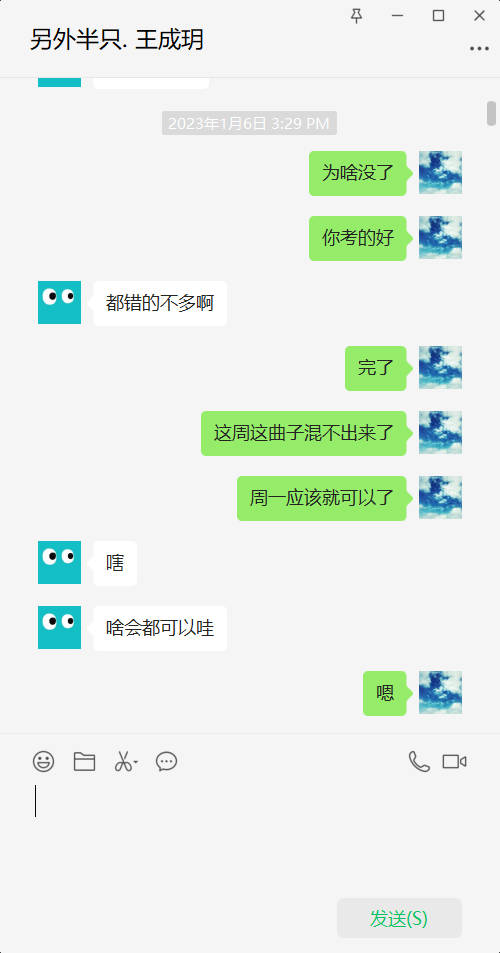 另外半只. 王成玥
2023年1月6日 3:29 PM
为啥没了
你考的好
都错的不多啊
完了
这周这曲子混不出来了
周一应该就可以了
嗐
啥会都可以哇
嗯
发送(S)